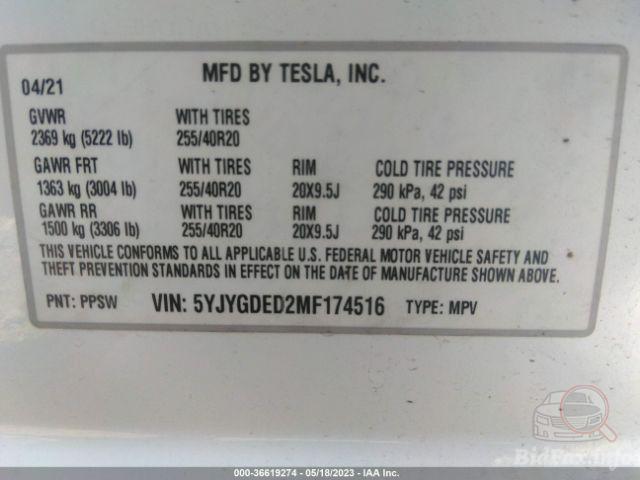 MFD BY TESLA, INC.
04/21
GVWR WITH TIRES
2369 kg (5222 lb) 255/40R20
GAWR FRT WITH TIRES RIM COLD TIRE PRESSURE
1363 kg (3004 lb) 255/40R20 20X9.5J 290 kPa, 42 psi
GAWR RR WITH TIRES RIM COLD TIRE PRESSURE
1500 kg (3306 lb) 255/40R20 20X9.5J 290 kPa, 42 psi
THIS VEHICLE CONFORMS TO ALL APPLICABLE U.S. FEDERAL MOTOR VEHICLE SAFETY AND
THEFT PREVENTION STANDARDS IN EFFECT ON THE DATE OF MANUFACTURE SHOWN ABOVE.
PNT: PPSW VIN: 5YJYGDED2MF174516 TYPE: MPV
BidFax.info
000-36619274 - 05/18/2023 - IAA Inc.